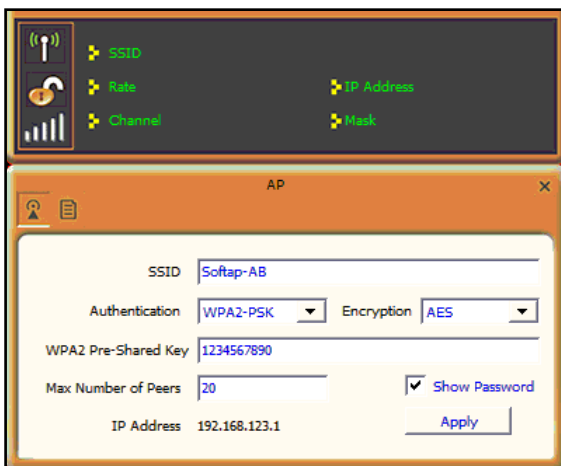 SSID
Rate IP Address
Channel Mask
AP
SSID Softap-AB
Authentication WPA2-PSK Encryption AES
WPA2 Pre-Shared Key 1234567890
Max Number of Peers 20 Show Password
IP Address 192.168.123.1 Apply